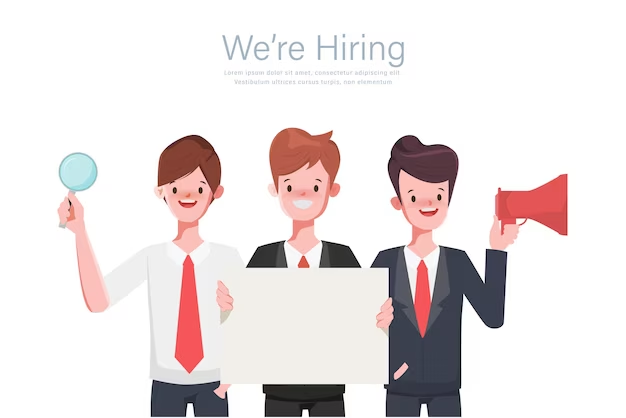 We're Hiring
Lorem ipsum dolor sit amet, consectetur adipiscing elit
Vestibulum ultrices cursus turpis, non elementum